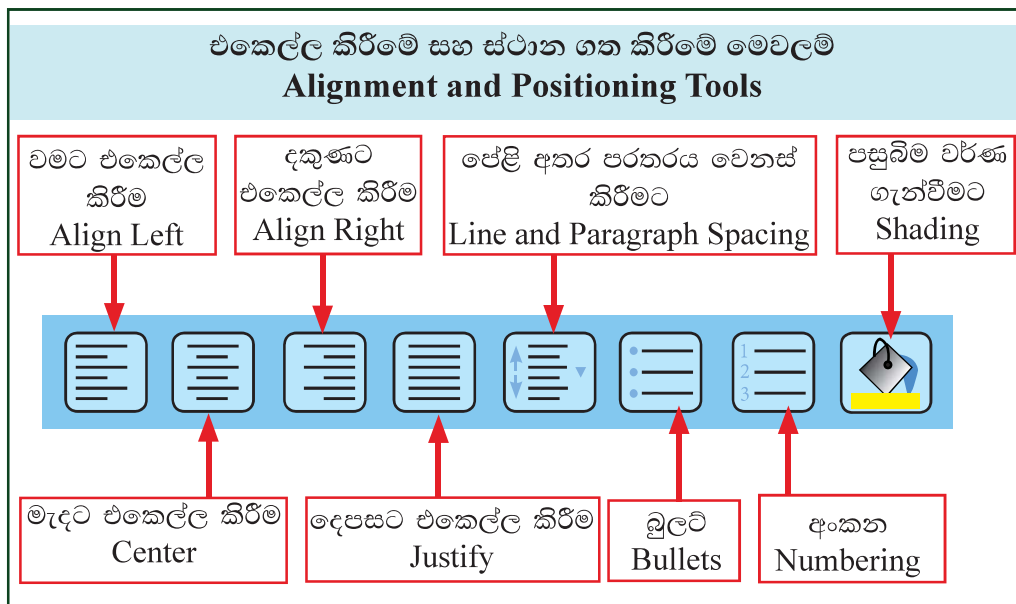 එකෙල්ල කිරීමේ සහ ස්ථාන ගත කිරීමේ මෙවලම්
Alignment and Positioning Tools
වමට එකෙල්ල
කිරීම
Align Left
දකුණට
එකෙල්ල කිරීම
Align Right
පේළි අතර පරතරය වෙනස්
කිරීමට
Line and Paragraph Spacing
පසුබිම වර්ණ
ගැන්වීමට
Shading
1
2
3
මැදට එකෙල්ල කිරීම
Center
දෙපසට එකෙල්ල කිරීම
Justify
බුලට්
Bullets
අංකන
Numbering